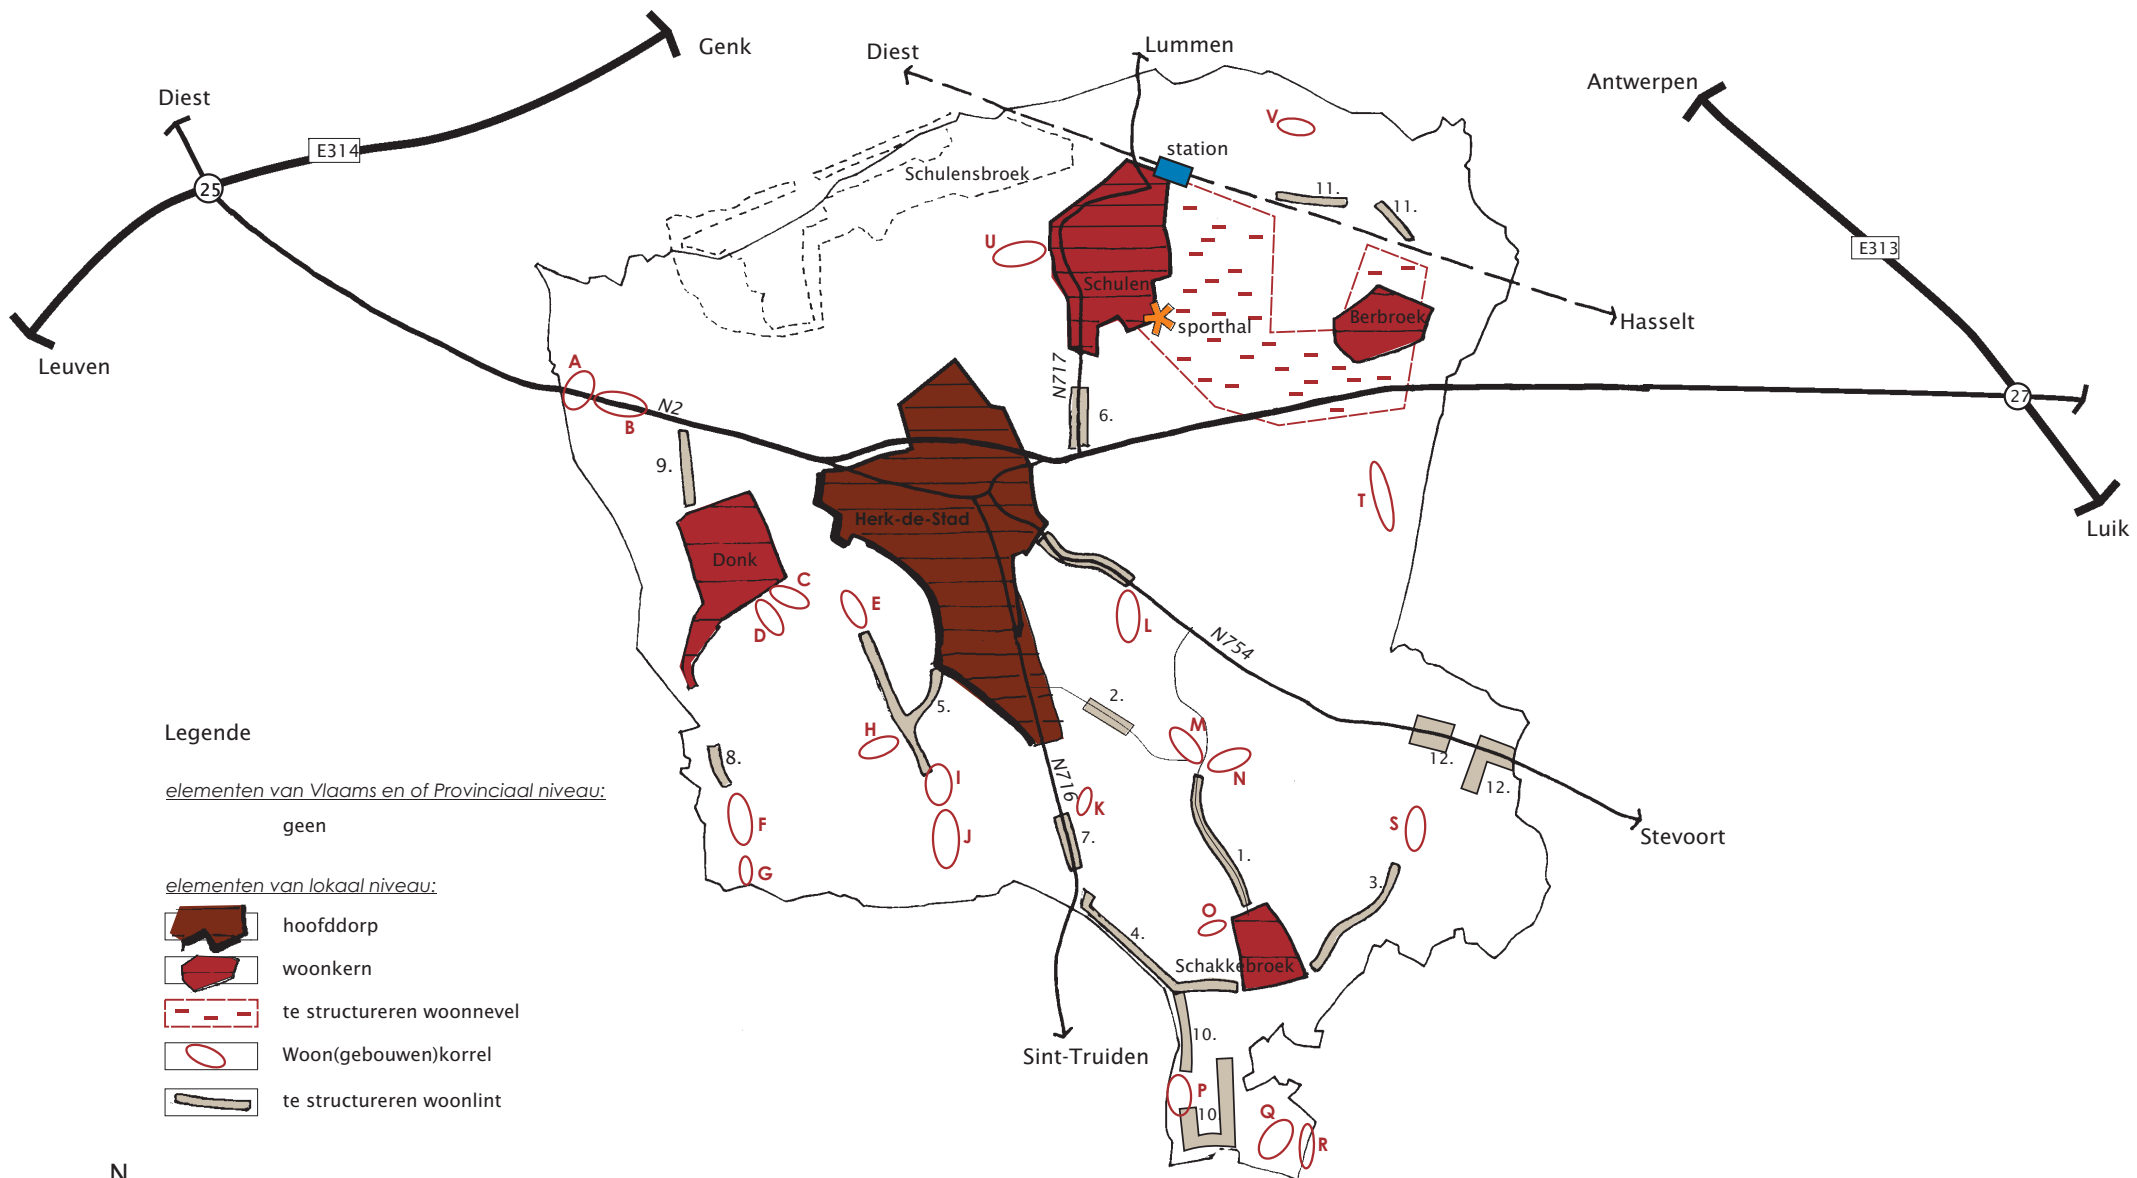 Genk
Diest
Lummen
Antwerpen
Diest
V
station
E314
Schulensbroek
25
11.
11.
U
E313
Schulen
Berbroek
sporthal
Hasselt
Leuven
A
N717
27
B
N2
6.
9.
T
Herk-de-Stad
Luik
Donk
C
E
D
L
N754
2.
5.
M
H
Legende
8.
12.
N
I
N716
12.
elementen van Vlaams en of Provinciaal niveau:
K
geen
F
S
J
7.
Stevoort
1.
G
3.
elementen van lokaal niveau:
O
hoofddorp
4.
Schakkebroek
woonkern
te structureren woonnevel
10.
Sint-Truiden
Woon(gebouwen)korrel
P
te structureren woonlint
10.
Q
R
N